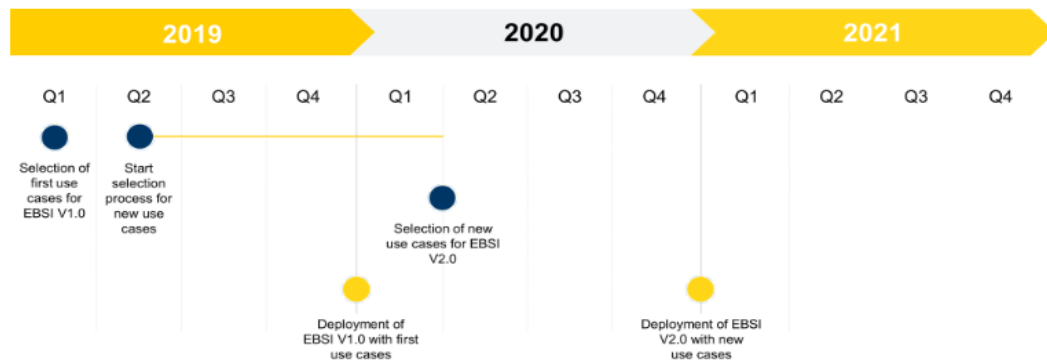 2019 2020 2021
Q1 Q2 Q3 Q4 Q1 Q2 Q3 Q4 Q1 Q2 Q3 Q4
Selection of
first use
cases for
EBSI V1.0
Start
selection
process for
new use
cases
Selection of new
use cases for EBSI
V2.0
Deployment of
EBSI V1.0 with first
use cases
Deployment of EBSI
V2.0 with new
use cases